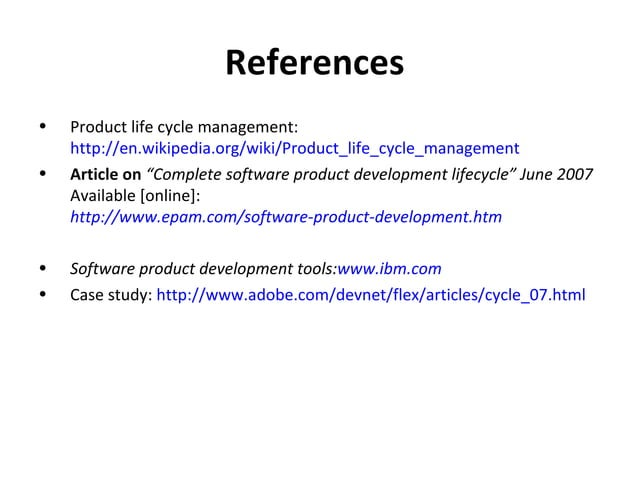 References
• Product life cycle management:
http://en.wikipedia.org/wiki/Product_life_cycle_management
• Article on “Complete software product development lifecycle” June 2007
Available [online]:
http://www.epam.com/software-product-development.htm
• Software product development tools:www.ibm.com
• Case study: http://www.adobe.com/devnet/flex/articles/cycle_07.html